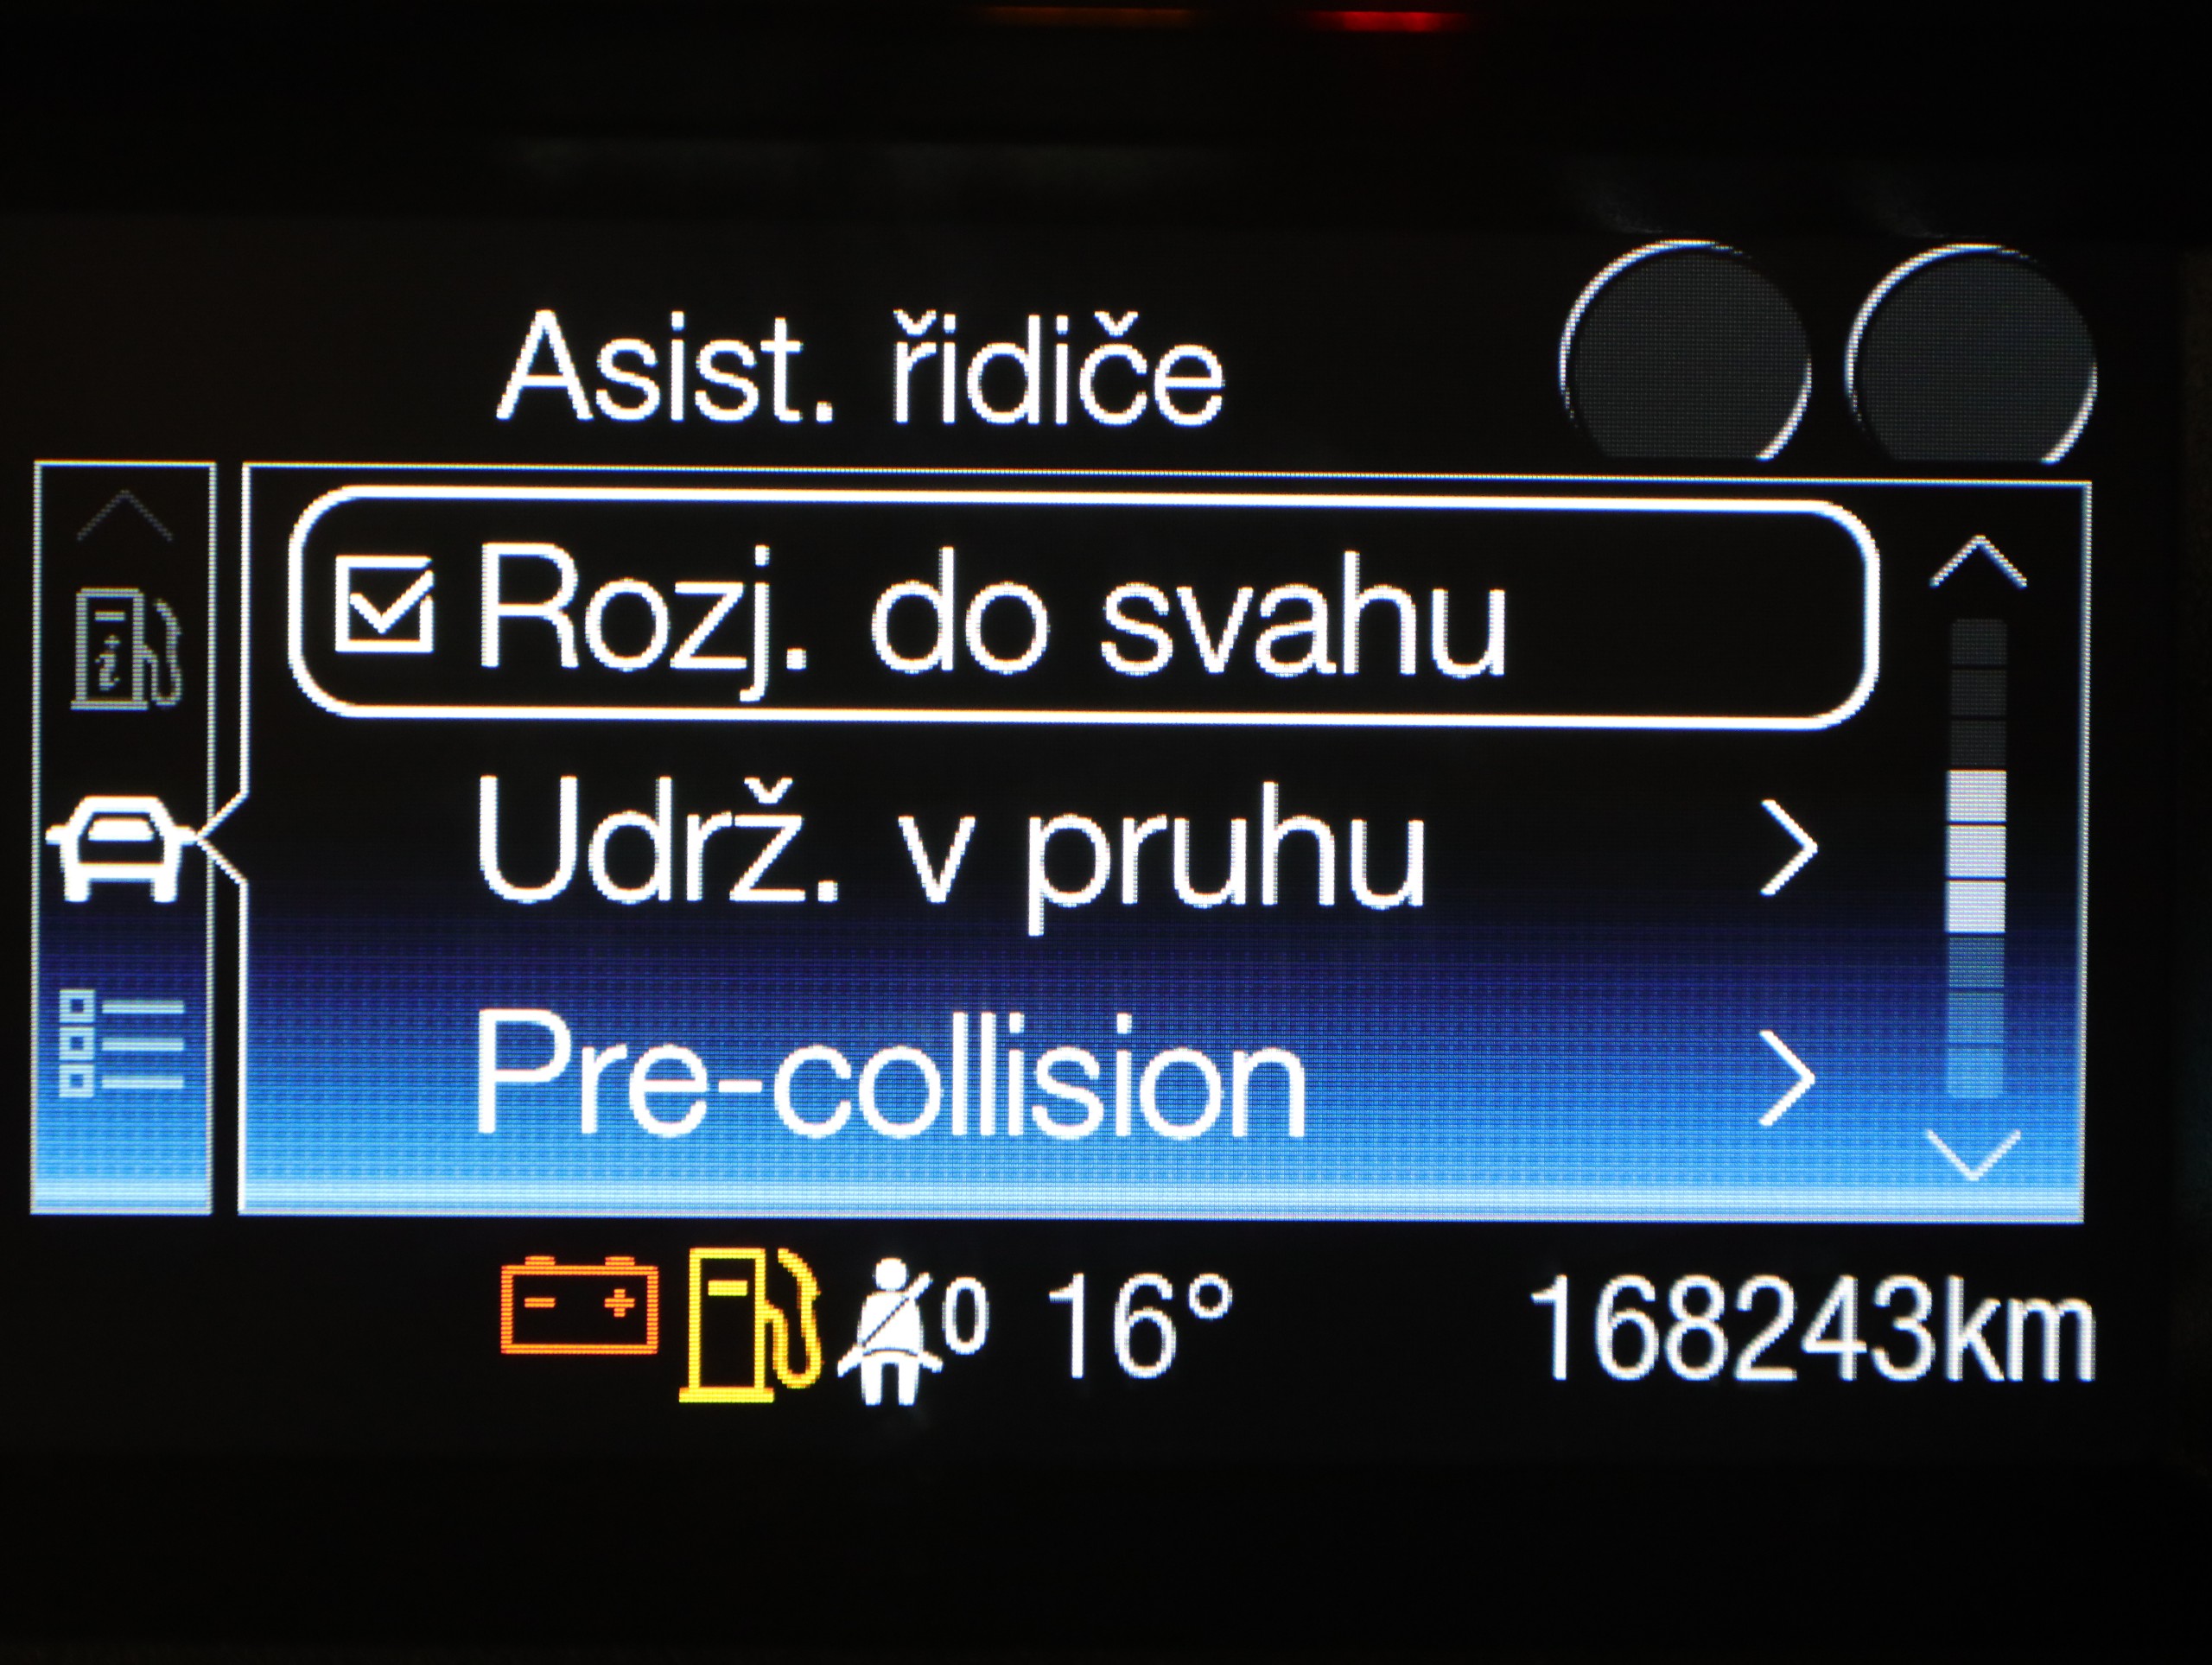 Asist. řidiče
Rozj. do svahu
Udrž. v pruhu
Pre-collision
0 16° 168243km